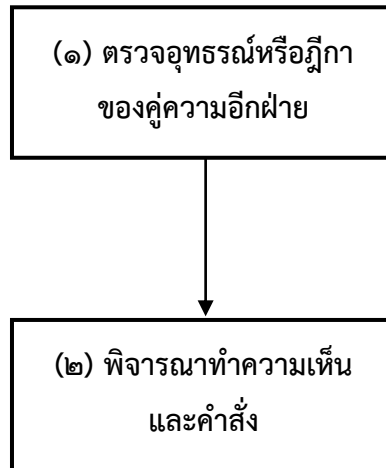 (๑) ตรวจอุทธรณ์หรือฎีกา
ของคู่ความอีกฝ่าย
(๒) พิจารณาทำความเห็น
และคำสั่ง